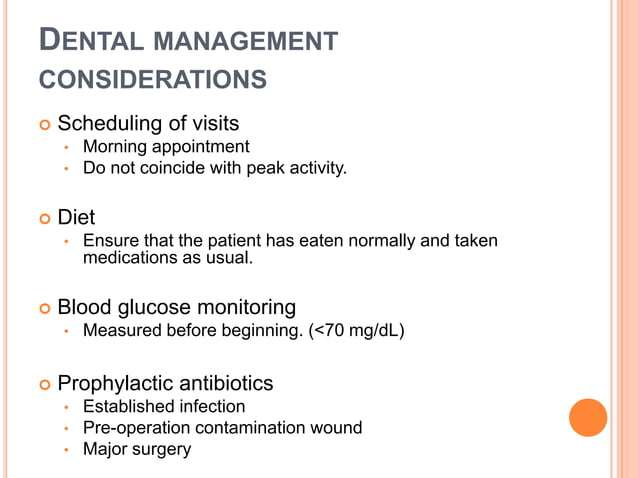 DENTAL MANAGEMENT
CONSIDERATIONS
Scheduling of visits
• Morning appointment
• Do not coincide with peak activity.
Diet
• Ensure that the patient has eaten normally and taken
medications as usual.
Blood glucose monitoring
• Measured before beginning. (<70 mg/dL)
Prophylactic antibiotics
• Established infection
• Pre-operation contamination wound
• Major surgery